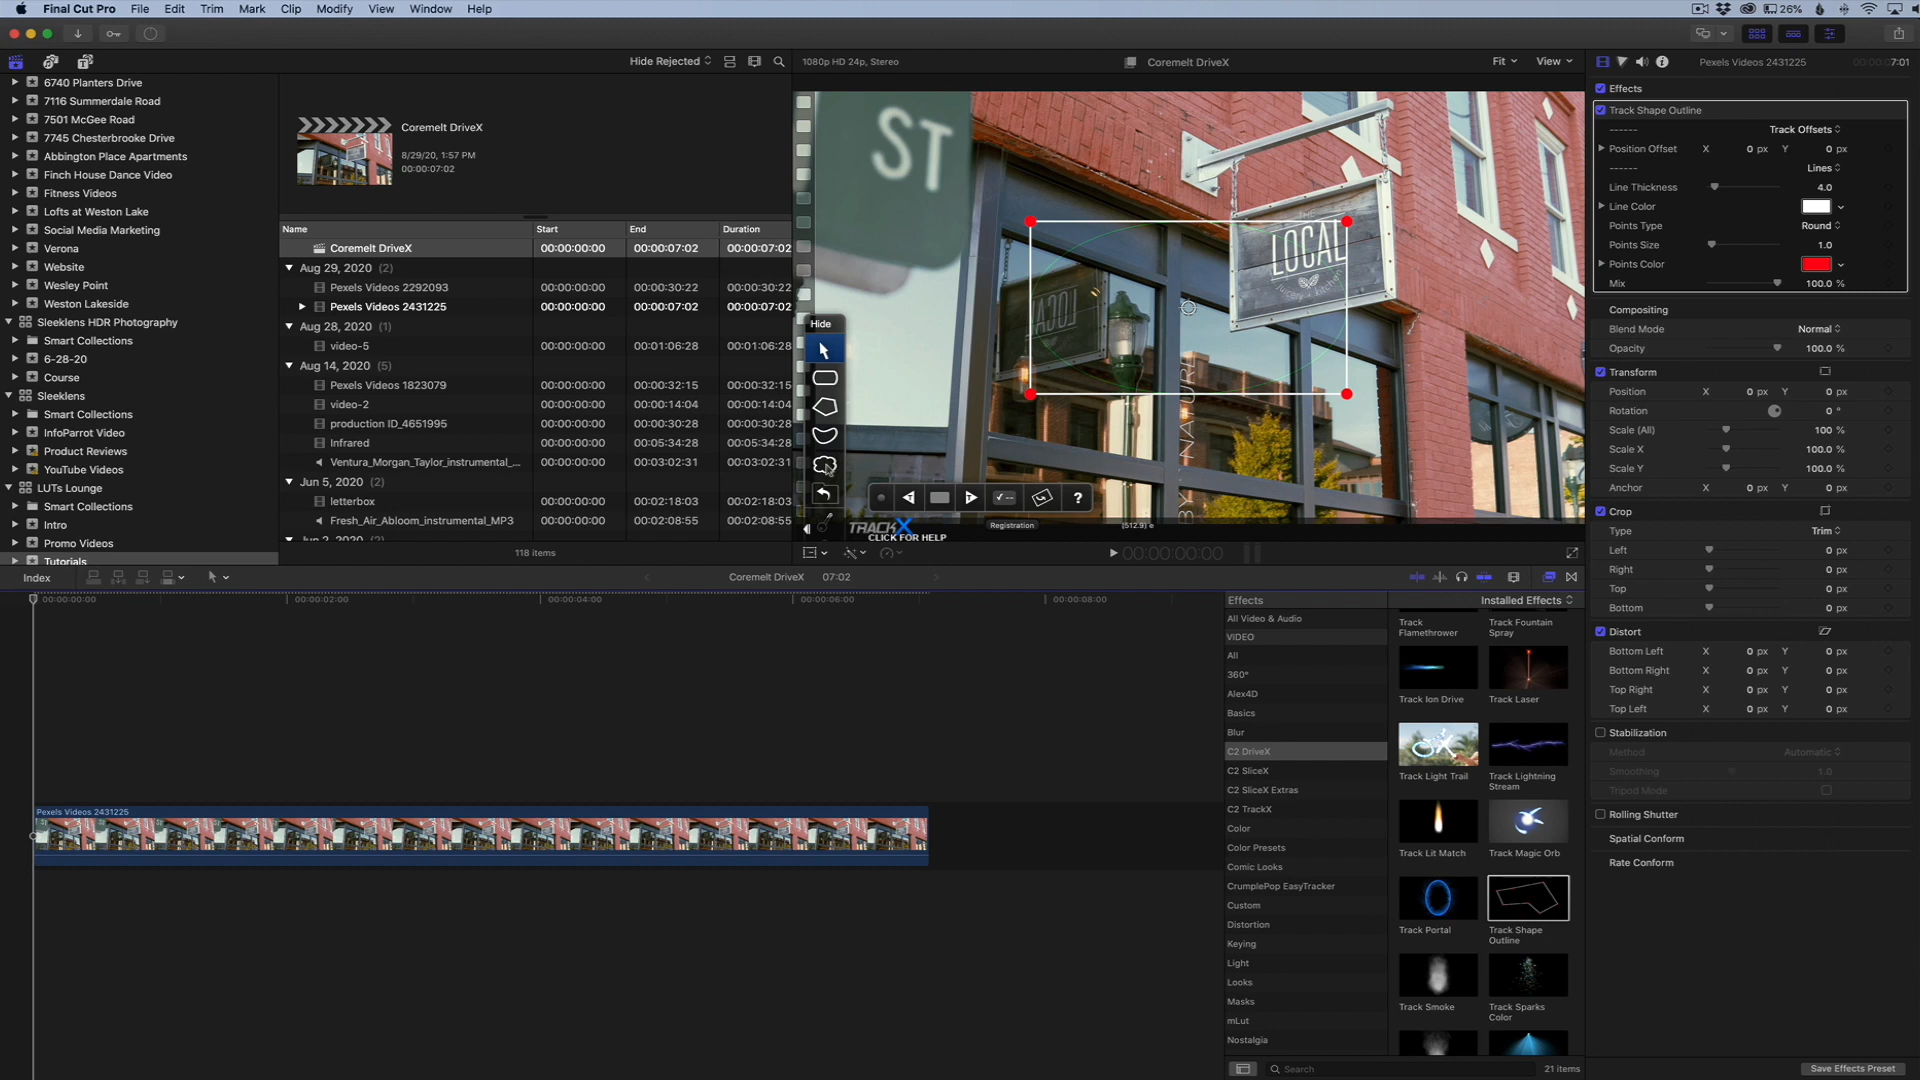 Final Cut Pro File Edit Trim Mark Clip Modify View Window Help 26%
Hide Rejected
1080p HD 24p, Stereo Coremelt DriveX Fit View
Pexels Videos 2431225 00:00:00 7:01
6740 Planters Drive
7116 Summerdale Road
7501 McGee Road
7745 Chesterbrooke Drive
Abbington Place Apartments
Finch House Dance Video
Fitness Videos
Lofts at Weston Lake
Social Media Marketing
Verona
Website
Wesley Point
Weston Lakeside
Sleeklens HDR Photography
Smart Collections
6-28-20
Course
Sleeklens
Smart Collections
InfoParrot Video
Product Reviews
YouTube Videos
LUTs Lounge
Smart Collections
Intro
Promo Videos
Tutorials
Coremelt DriveX
8/29/20, 1:57 PM
00:00:07:02
Name Start End Duration
Coremelt DriveX 00:00:00:00 00:00:07:02 00:00:07:02
Aug 29, 2020 (2)
Pexels Videos 2292093 00:00:00:00 00:00:30:22 00:00:30:22
Pexels Videos 2431225 00:00:00:00 00:00:07:02 00:00:07:02
Aug 28, 2020 (1)
video-5 00:00:00:00 00:01:06:28 00:01:06:28
Aug 14, 2020 (5)
Pexels Videos 1823079 00:00:00:00 00:00:32:15 00:00:32:15
video-2 00:00:00:00 00:00:14:04 00:00:14:04
production ID_4651995 00:00:00:00 00:00:30:28 00:00:30:28
Infrared 00:00:00:00 00:05:34:28 00:05:34:28
Ventura_Morgan_Taylor_instrumental_... 00:00:00:00 00:03:02:31 00:03:02:31
Jun 5, 2020 (2)
letterbox 00:00:00:00 00:02:18:03 00:02:18:03
Fresh_Air_Abloom_instrumental_MP3 00:00:00:00 00:02:08:55 00:02:08:55
Jun 2, 2020 (2)
118 items
ST
THE
LOCAL
juicery + kitchen
LOCAL
BY NATURE
Hide
?
TRACKX
CLICK FOR HELP
Registration
[512.9] e
00:00:00:00
Effects
Track Shape Outline
------ Track Offsets
Position Offset X 0 px Y 0 px
------ Lines
Line Thickness 4.0
Line Color
Points Type Round
Points Size 1.0
Points Color
Mix 100.0 %
Compositing
Blend Mode Normal
Opacity 100.0 %
Transform
Position X 0 px Y 0 px
Rotation 0 °
Scale (All) 100 %
Scale X 100.0 %
Scale Y 100.0 %
Anchor X 0 px Y 0 px
Crop
Type Trim
Left 0 px
Right 0 px
Top 0 px
Bottom 0 px
Distort
Bottom Left X 0 px Y 0 px
Bottom Right X 0 px Y 0 px
Top Right X 0 px Y 0 px
Top Left X 0 px Y 0 px
Stabilization
Method Automatic
Smoothing 1.0
Tripod Mode
Rolling Shutter
Spatial Conform
Rate Conform
Save Effects Preset
Index Coremelt DriveX 07:02
00:00:00:00 00:00:02:00 00:00:04:00 00:00:06:00 00:00:08:00
Pexels Videos 2431225
Effects Installed Effects
All Video & Audio
VIDEO
All
360°
Alex4D
Basics
Blur
C2 DriveX
C2 SliceX
C2 SliceX Extras
C2 TrackX
Color
Color Presets
Comic Looks
CrumplePop EasyTracker
Custom
Distortion
Keying
Light
Looks
Masks
mLut
Nostalgia
Track Flamethrower
Track Fountain Spray
Track Ion Drive
Track Laser
Track Light Trail
Track Lightning Stream
Track Lit Match
Track Magic Orb
Track Portal
Track Shape Outline
Track Smoke
Track Sparks Color
Search
21 items